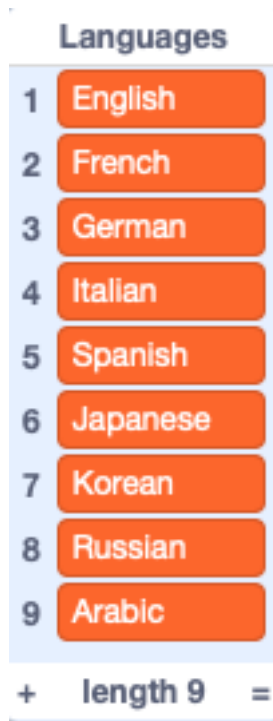 Languages
1 English
2 French
3 German
4 Italian
5 Spanish
6 Japanese
7 Korean
8 Russian
9 Arabic
+ length 9 =